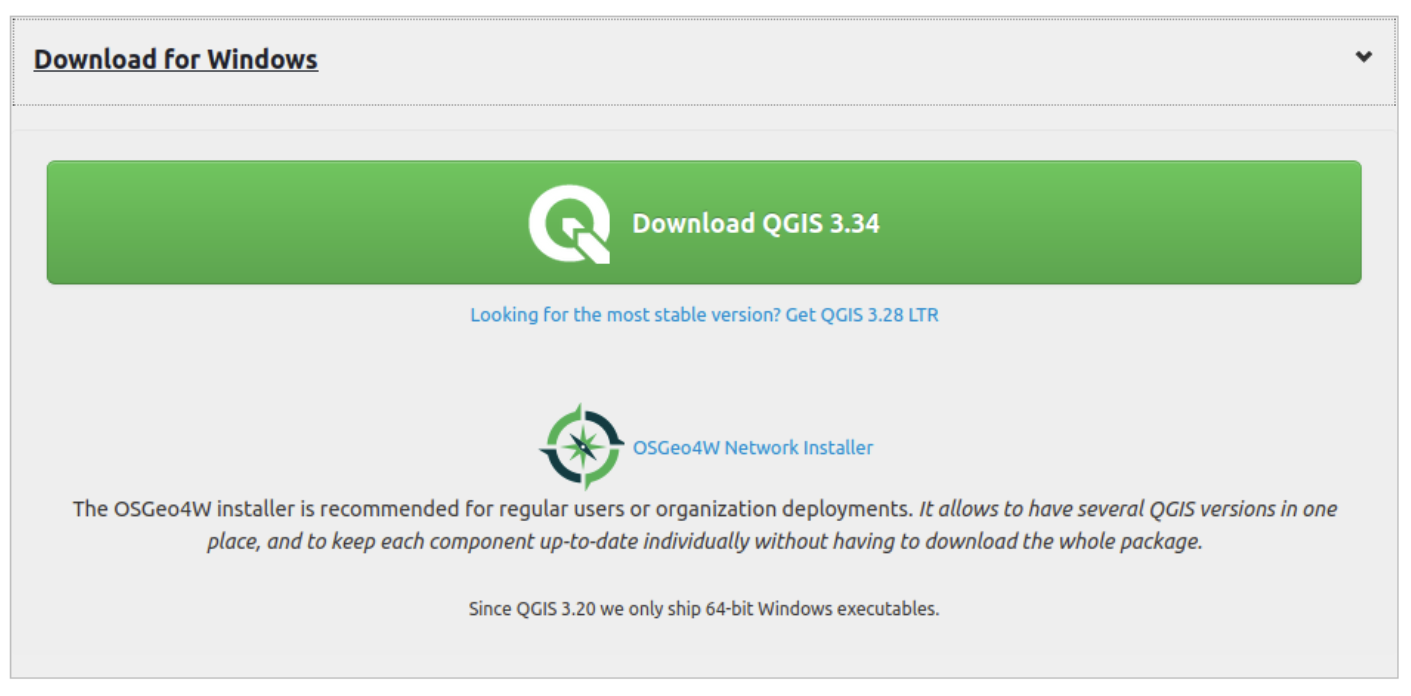 Download for Windows
Download QGIS 3.34
Looking for the most stable version? Get QGIS 3.28 LTR
OSGeo4W Network Installer
The OSGeo4W installer is recommended for regular users or organization deployments. It allows to have several QGIS versions in one
place, and to keep each component up-to-date individually without having to download the whole package.
Since QGIS 3.20 we only ship 64-bit Windows executables.